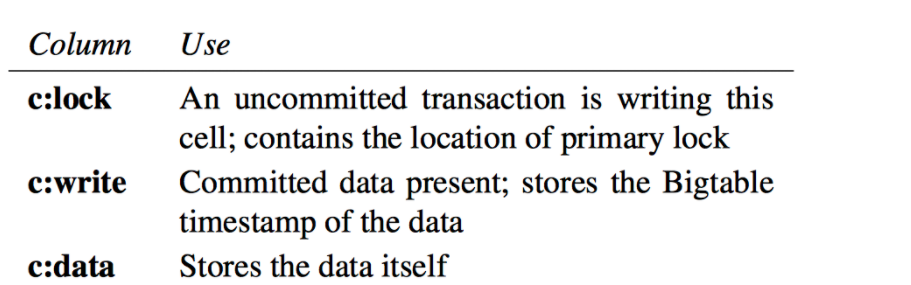 Column Use
c:lock An uncommitted transaction is writing this
cell; contains the location of primary lock
c:write Committed data present; stores the Bigtable
timestamp of the data
c:data Stores the data itself